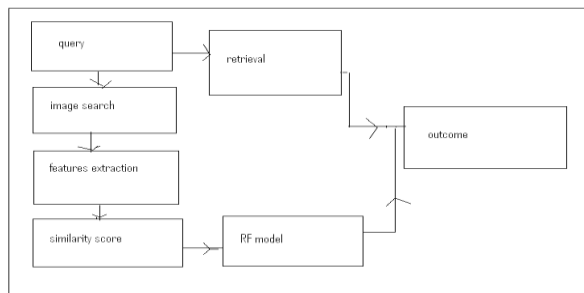 query
retrieval
image search
outcome
features extraction
similarity score
RF model